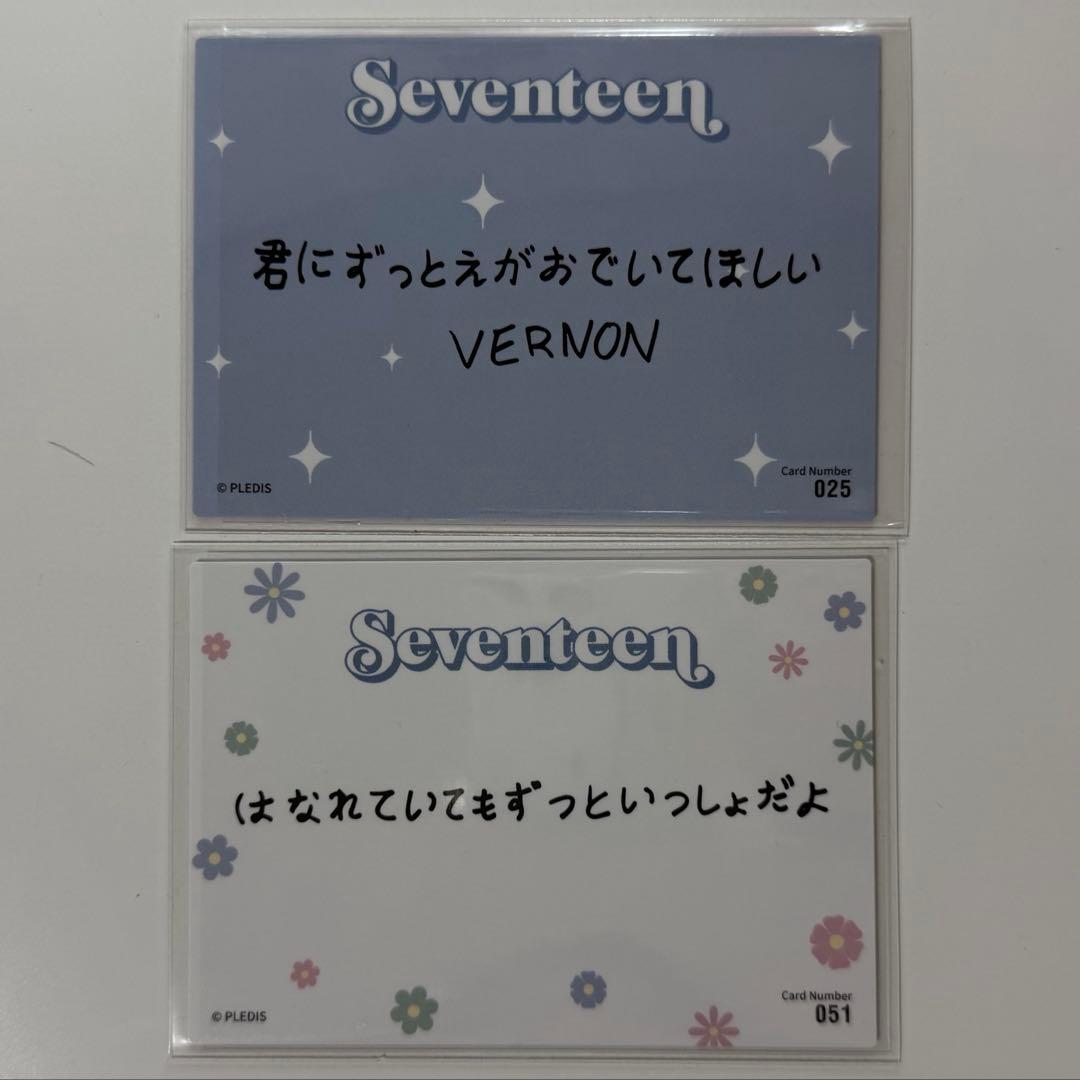 Seventeen
君にずっとえがおでいてほしい
VERNON
© PLEDIS
Card Number
025
Seventeen
はなれていてもずっといっしょだよ
© PLEDIS
Card Number
051